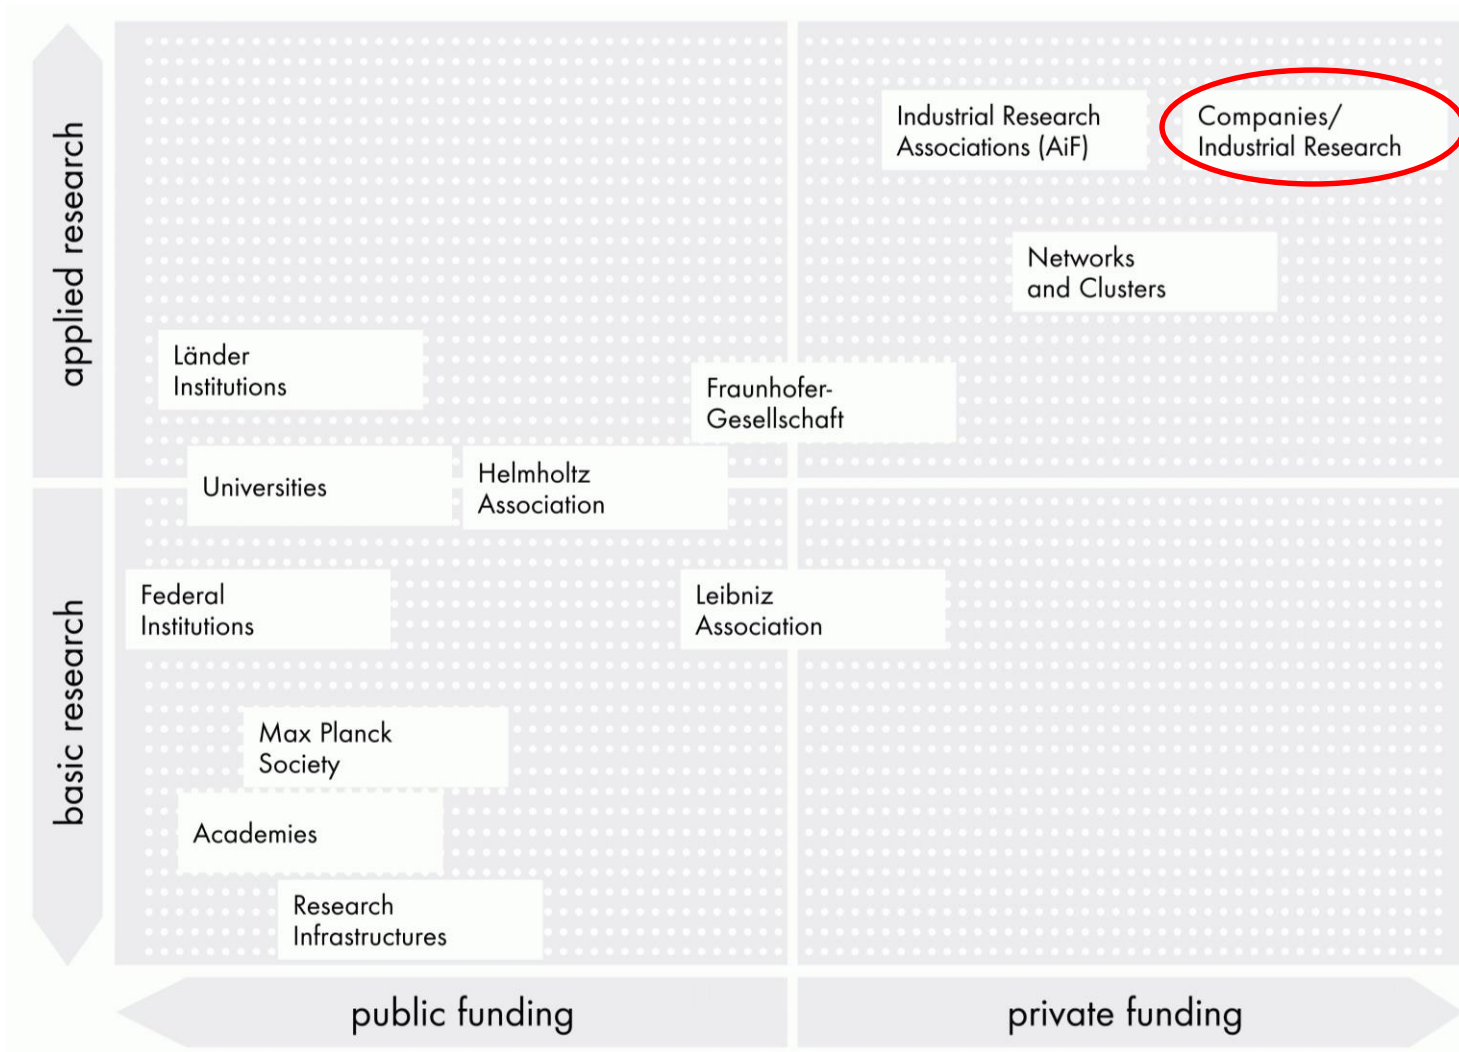 applied research
Industrial Research
Associations (AiF)
Companies/
Industrial Research
Networks
and Clusters
Länder
Institutions
Fraunhofer-
Gesellschaft
Universities
Helmholtz
Association
basic research
Federal
Institutions
Leibniz
Association
Max Planck
Society
Academies
Research
Infrastructures
public funding
private funding